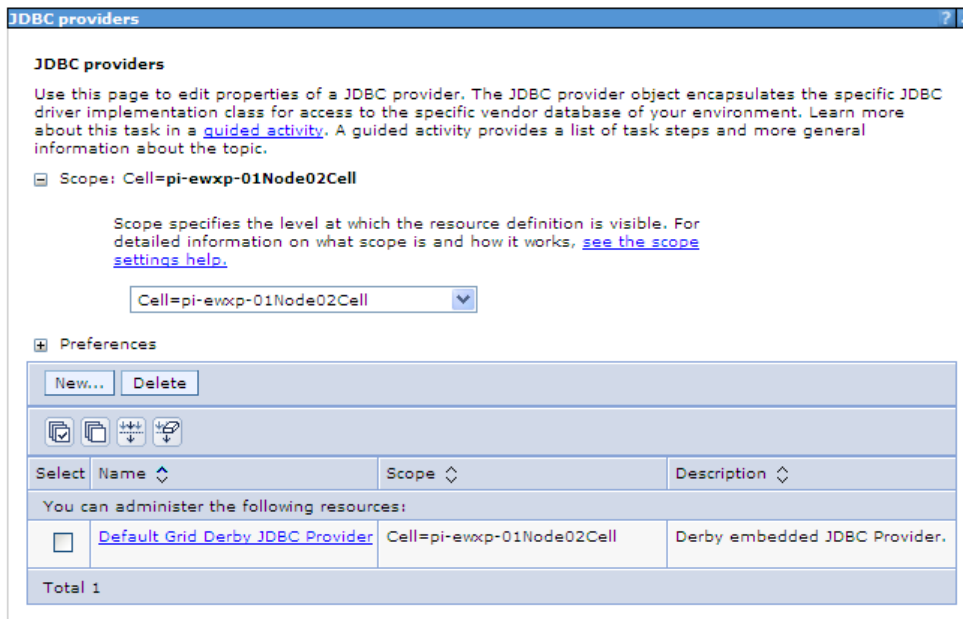 JDBC providers
?
JDBC providers
Use this page to edit properties of a JDBC provider. The JDBC provider object encapsulates the specific JDBC
driver implementation class for access to the specific vendor database of your environment. Learn more
about this task in a guided activity. A guided activity provides a list of task steps and more general
information about the topic.
Scope: Cell=pi-ewxp-01Node02Cell
Scope specifies the level at which the resource definition is visible. For
detailed information on what scope is and how it works, see the scope
settings help.
Cell=pi-ewxp-01Node02Cell
Preferences
New... Delete
Select Name Scope Description
You can administer the following resources:
Default Grid Derby JDBC Provider Cell=pi-ewxp-01Node02Cell Derby embedded JDBC Provider.
Total 1